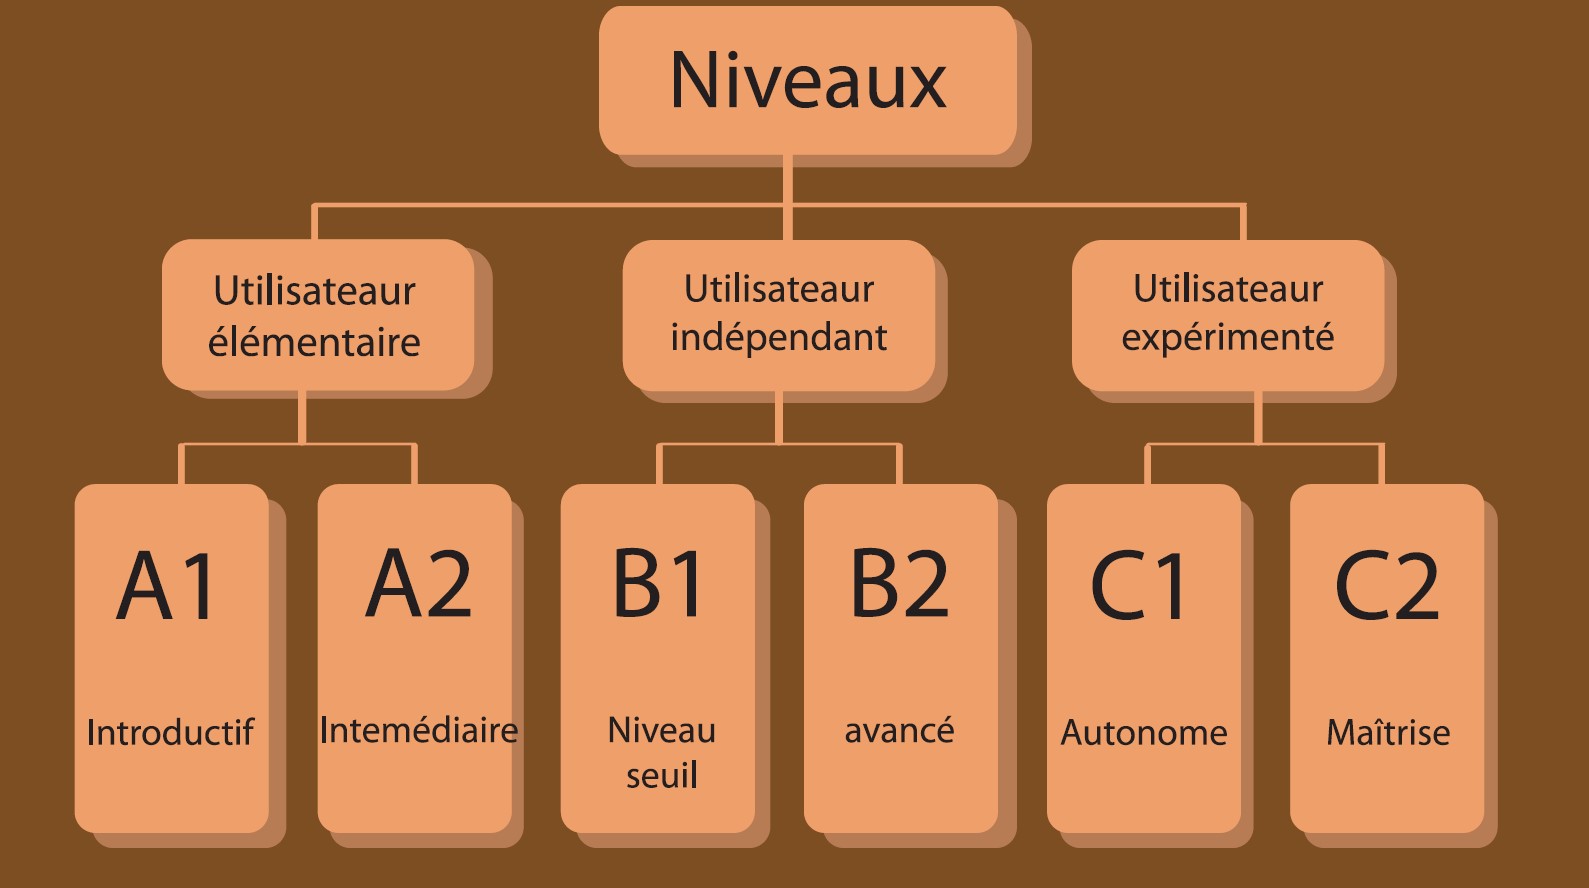 Niveaux
Utilisateaur
élémentaire
Utilisateaur
indépendant
Utilisateaur
expérimenté
A1
Introductif
A2
Intemédiaire
B1
Niveau
seuil
B2
avancé
C1
Autonome
C2
Maîtrise